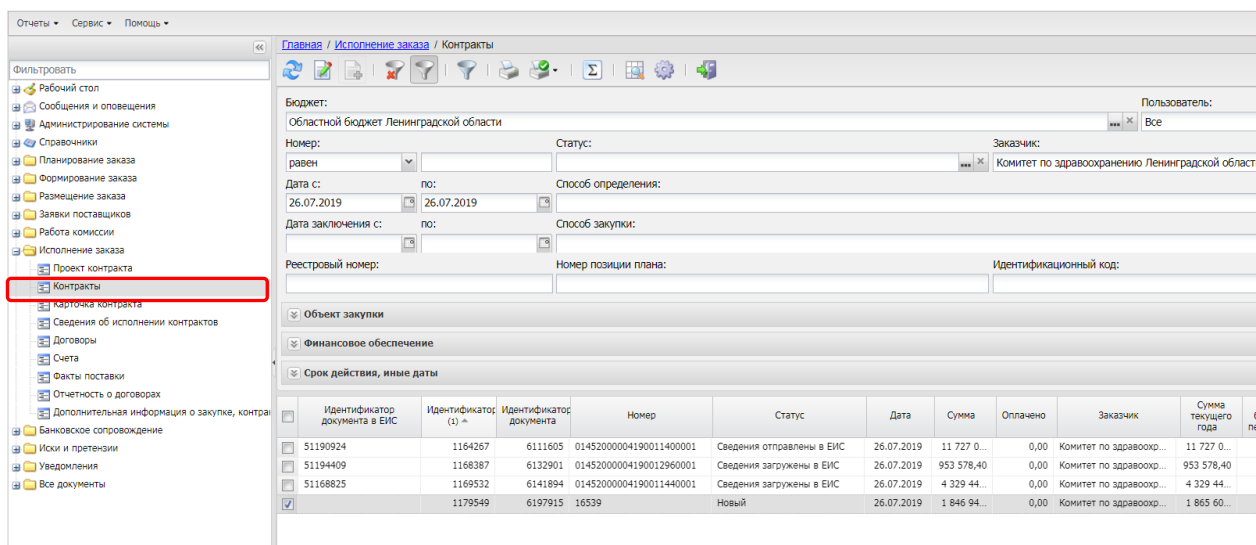 Отчеты Сервис Помощь
Главная / Исполнение заказа / Контракты
Фильтровать
Рабочий стол
Сообщения и оповещения
Администрирование системы
Справочники
Планирование заказа
Формирование заказа
Размещение заказа
Заявки поставщиков
Работа комиссии
Исполнение заказа
Проект контракта
Контракты
Карточка контракта
Сведения об исполнении контрактов
Договоры
Счета
Факты поставки
Отчетность о договорах
Дополнительная информация о закупке, контра
Банковское сопровождение
Иски и претензии
Уведомления
Все документы
Бюджет: Пользователь:
Областной бюджет Ленинградской области ... Все
Номер: Статус: Заказчик:
равен ... Комитет по здравоохранению Ленинградской област
Дата с: по: Способ определения:
26.07.2019 26.07.2019
Дата заключения с: по: Способ закупки:
Реестровый номер: Номер позиции плана: Идентификационный код:
Объект закупки
Финансовое обеспечение
Срок действия, иные даты
Идентификатор документа в ЕИС Идентификатор (1) Идентификатор документа Номер Статус Дата Сумма Оплачено Заказчик Сумма текущего года
51190924 1164267 6111605 01452000004190011400001 Сведения отправлены в ЕИС 26.07.2019 11 727 0... 0,00 Комитет по здравоохр... 11 727 0...
51194409 1168387 6132901 01452000004190012960001 Сведения загружены в ЕИС 26.07.2019 953 578,40 0,00 Комитет по здравоохр... 953 578,40
51168825 1169532 6141894 01452000004190011440001 Сведения загружены в ЕИС 26.07.2019 4 329 44... 0,00 Комитет по здравоохр... 4 329 44...
1179549 6197915 16539 Новый 26.07.2019 1 846 94... 0,00 Комитет по здравоохр... 1 865 60...